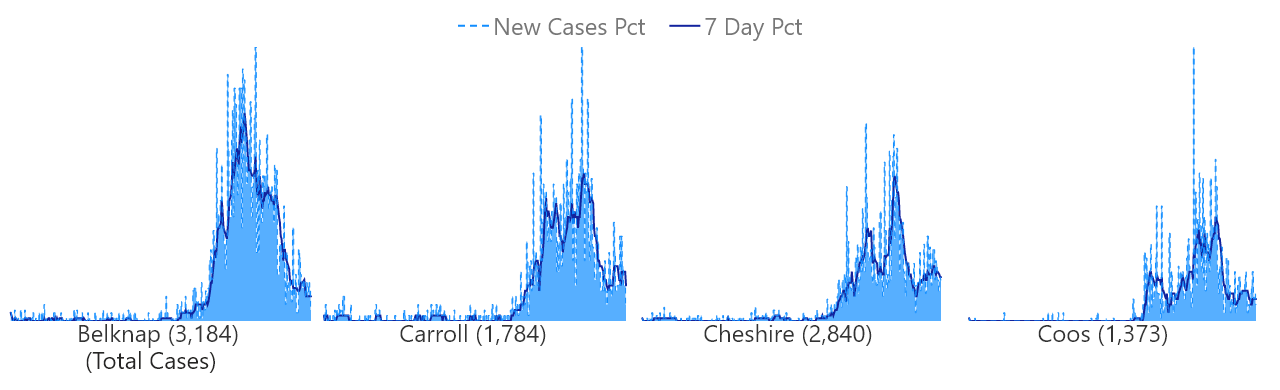 New Cases Pct 7 Day Pct
Belknap (3,184) Carroll (1,784) Cheshire (2,840) Coos (1,373)
(Total Cases)